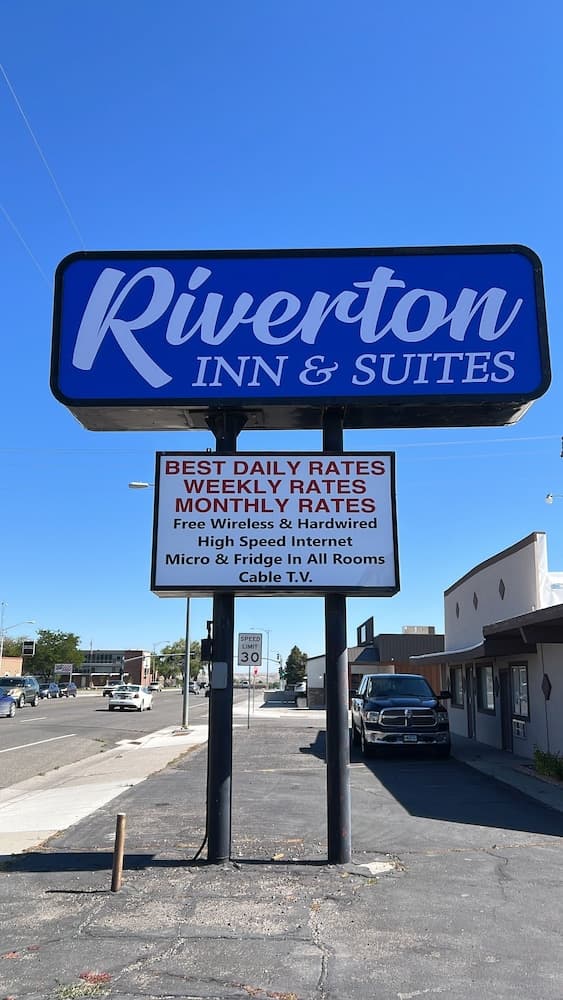 Riverton
INN & SUITES
BEST DAILY RATES
WEEKLY RATES
MONTHLY RATES
Free Wireless & Hardwired
High Speed Internet
Micro & Fridge In All Rooms
Cable T.V.
SPEED
LIMIT
30